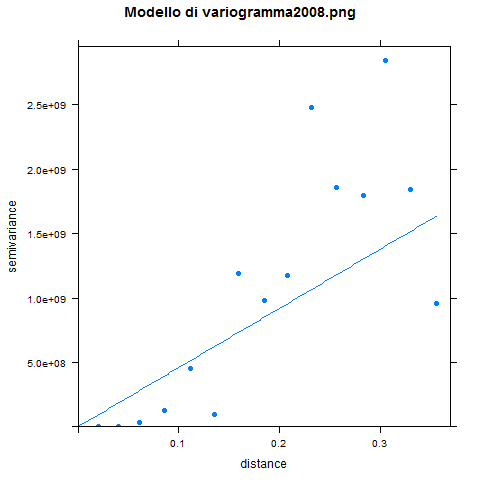 Modello di variogramma2008.png
2.5e+09
2.0e+09
1.5e+09
1.0e+09
5.0e+08
semivariance
0.1 0.2 0.3
distance